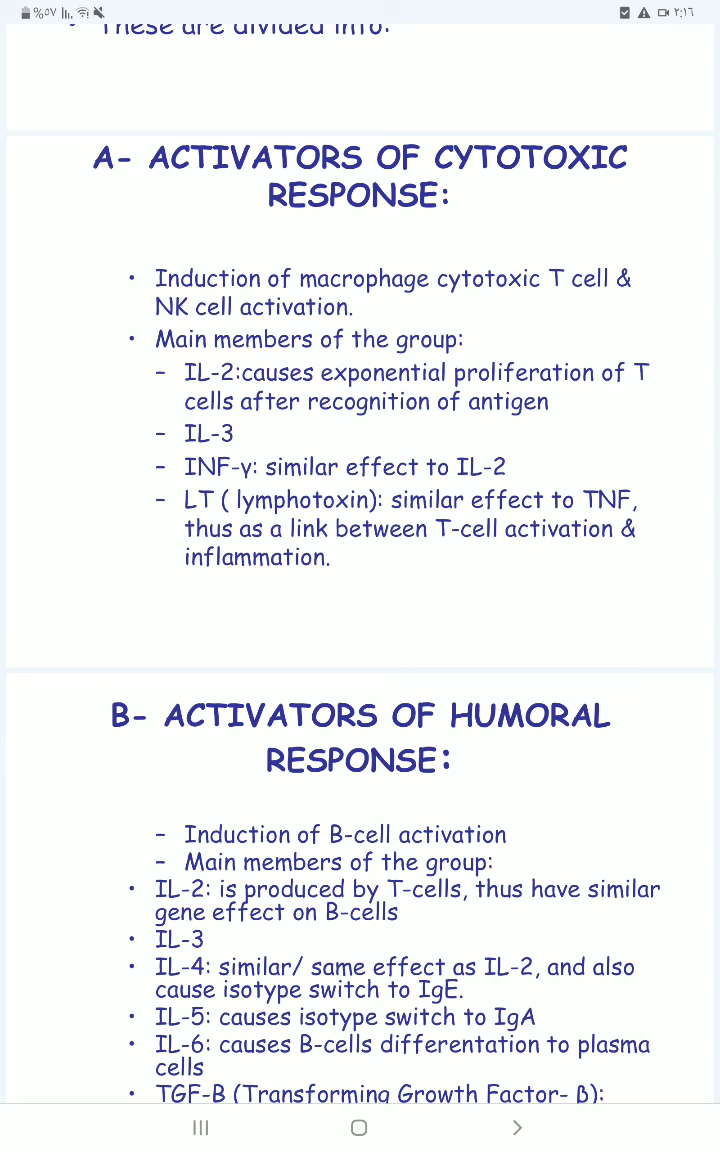 %٥٧
٢:١٦
• These are divided into:
A- ACTIVATORS OF CYTOTOXIC
RESPONSE:
• Induction of macrophage cytotoxic T cell &
NK cell activation.
• Main members of the group:
– IL-2:causes exponential proliferation of T
cells after recognition of antigen
– IL-3
– INF-γ: similar effect to IL-2
– LT ( lymphotoxin): similar effect to TNF,
thus as a link between T-cell activation &
inflammation.
B- ACTIVATORS OF HUMORAL
RESPONSE:
– Induction of B-cell activation
– Main members of the group:
• IL-2: is produced by T-cells, thus have similar
gene effect on B-cells
• IL-3
• IL-4: similar/ same effect as IL-2, and also
cause isotype switch to IgE.
• IL-5: causes isotype switch to IgA
• IL-6: causes B-cells differentation to plasma
cells
• TGF-B (Transforming Growth Factor- β):